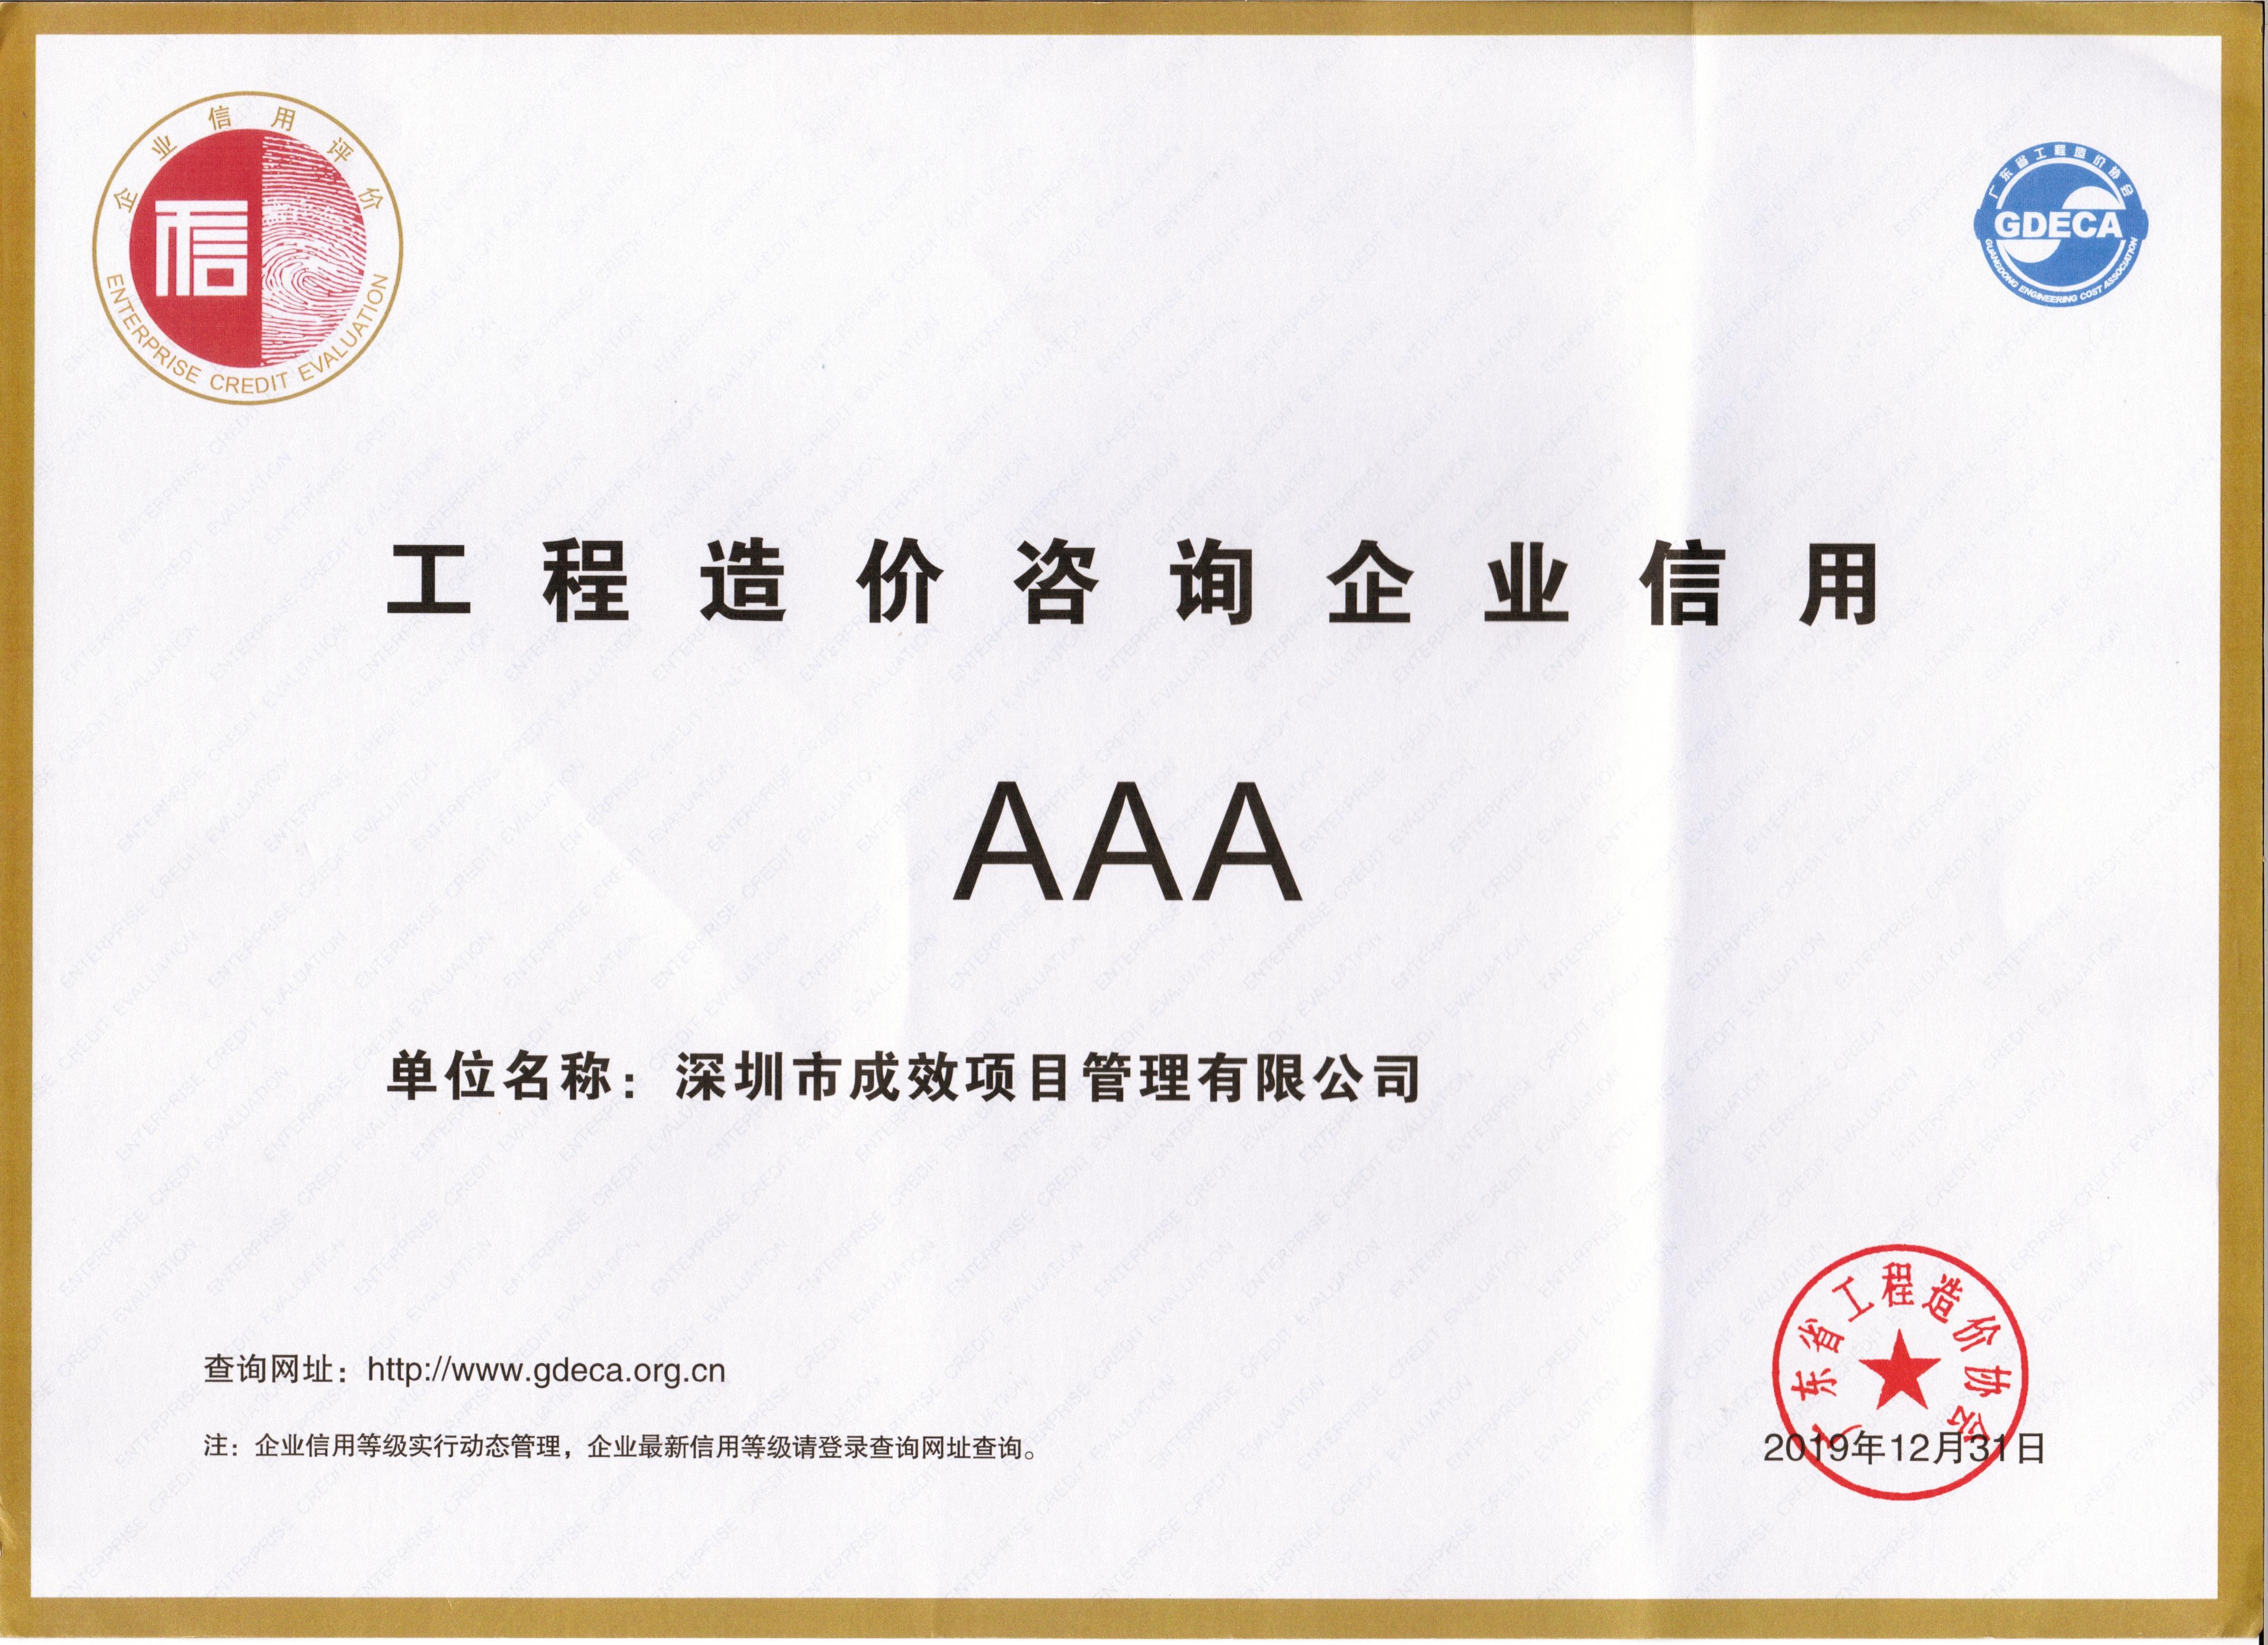 企业信用评价
信
ENTERPRISE CREDIT EVALUATION
广东省工程造价协会
GDECA
GUANGDONG ENGINEERING COST ASSOCIATION
工程造价咨询企业信用
AAA
单位名称：深圳市成效项目管理有限公司
查询网址：http://www.gdeca.org.cn
注：企业信用等级实行动态管理，企业最新信用等级请登录查询网址查询。
广东省工程造价协会
2019年12月31日